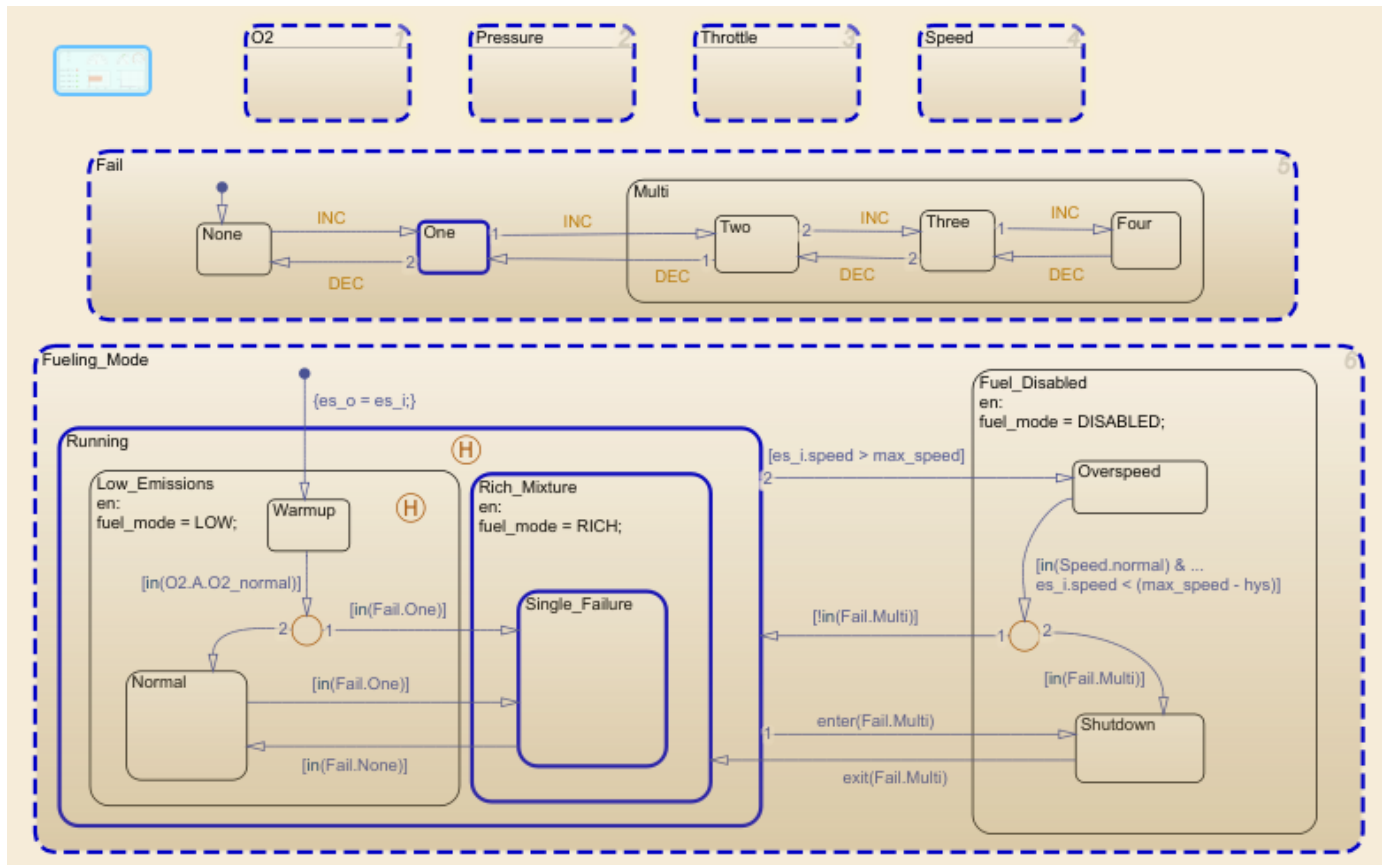 O2
1
Pressure
2
Throttle
3
Speed
4
Fail
5
None
INC
DEC
One
1
2
INC
DEC
Multi
Two
2
1
INC
DEC
Three
1
2
INC
DEC
Four
Fueling_Mode
6
{es_o = es_i;}
Running
H
Low_Emissions
en:
fuel_mode = LOW;
H
Warmup
[in(O2.A.O2_normal)]
2
1
[in(Fail.One)]
Normal
[in(Fail.One)]
[in(Fail.None)]
Rich_Mixture
en:
fuel_mode = RICH;
Single_Failure
[es_i.speed > max_speed]
2
[!in(Fail.Multi)]
1
enter(Fail.Multi)
exit(Fail.Multi)
Fuel_Disabled
en:
fuel_mode = DISABLED;
Overspeed
[in(Speed.normal) & ...
es_i.speed < (max_speed - hys)]
1
2
[in(Fail.Multi)]
Shutdown